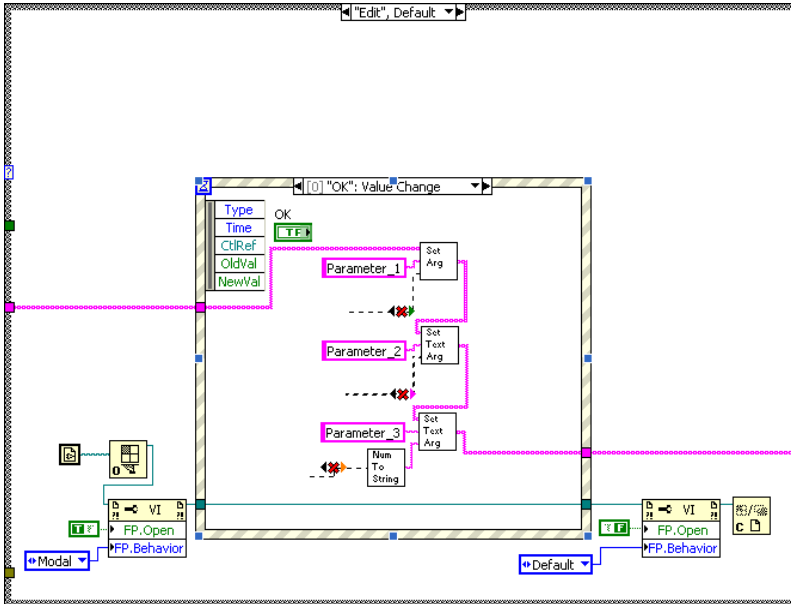 "Edit", Default
?
[0] "OK": Value Change
Type
Time
CtlRef
OldVal
NewVal
OK
TF
Set
Arg
Parameter_1
Set
Text
Arg
Parameter_2
Set
Text
Arg
Parameter_3
Num
To
String
VI
FP.Open
FP.Behavior
T
Modal
VI
FP.Open
FP.Behavior
F
Default
O
C